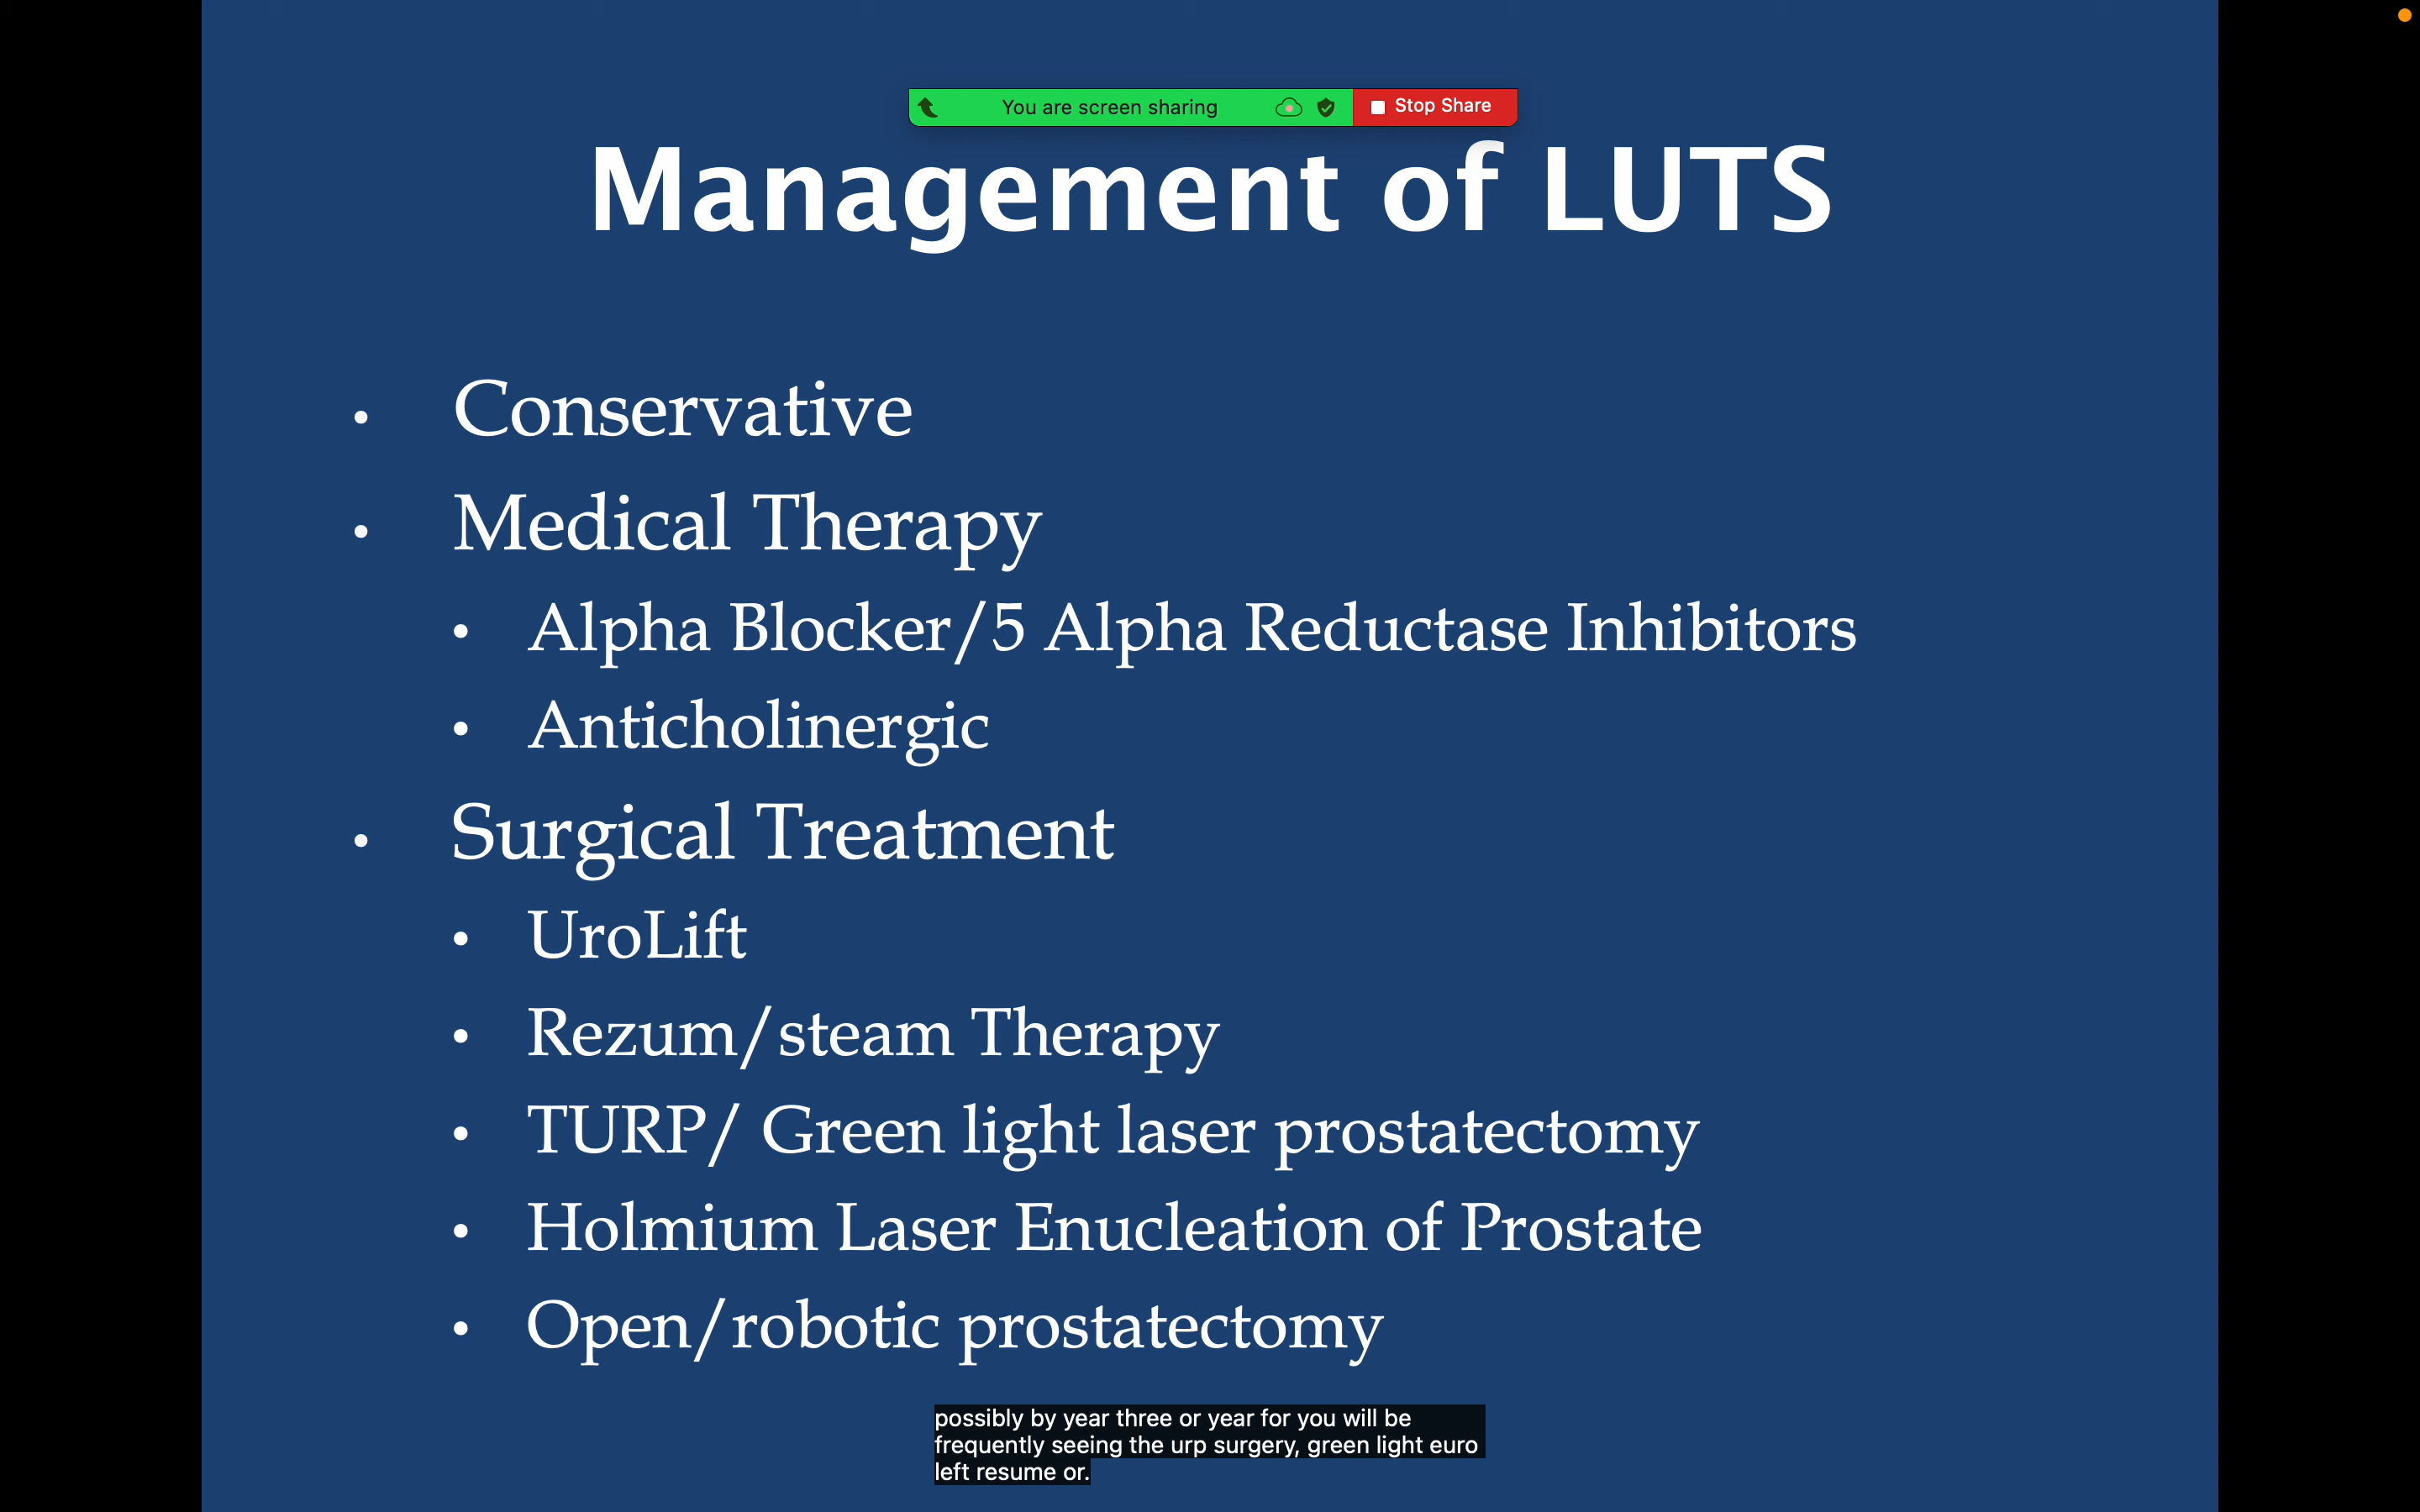 You are screen sharing
Stop Share
Management of LUTS
• Conservative
• Medical Therapy
• Alpha Blocker/5 Alpha Reductase Inhibitors
• Anticholinergic
• Surgical Treatment
• UroLift
• Rezum/steam Therapy
• TURP/ Green light laser prostatectomy
• Holmium Laser Enucleation of Prostate
• Open/robotic prostatectomy
possibly by year three or year for you will be
frequently seeing the urp surgery, green light euro
left resume or.